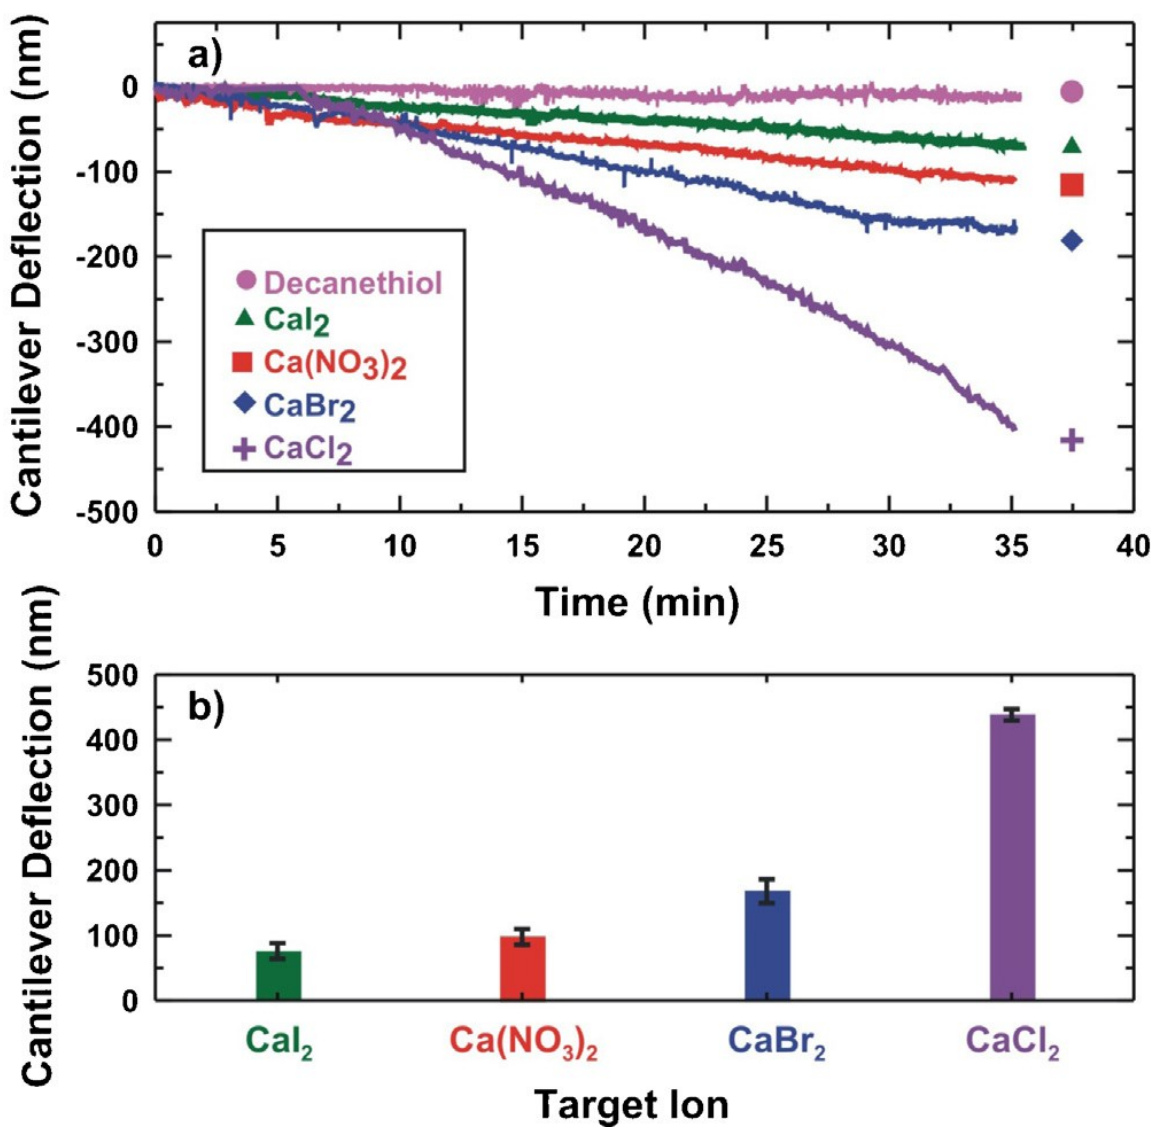 Cantilever Deflection (nm)
a)
0
-100
-200
-300
-400
-500
Decanethiol
CaI2
Ca(NO3)2
CaBr2
CaCl2
0 5 10 15 20 25 30 35 40
Time (min)
Cantilever Deflection (nm)
b)
500
400
300
200
100
0
CaI2 Ca(NO3)2 CaBr2 CaCl2
Target Ion